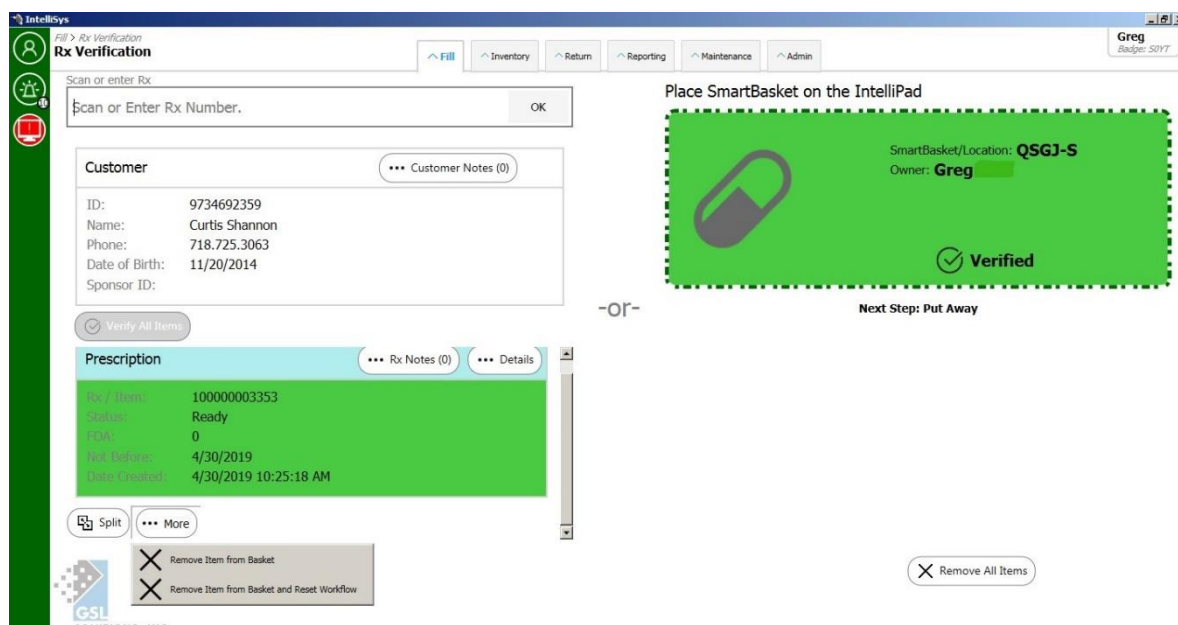 IntelliSys
Fill > Rx Verification
Rx Verification
Fill
Inventory
Return
Reporting
Maintenance
Admin
Greg
Badge: S0YT
Scan or enter Rx
Scan or Enter Rx Number.
OK
Customer
••• Customer Notes (0)
ID: 9734692359
Name: Curtis Shannon
Phone: 718.725.3063
Date of Birth: 11/20/2014
Sponsor ID:
Verify All Items
Prescription
••• Rx Notes (0)
••• Details
Rx / Item: 100000003353
Status: Ready
FDA: 0
Not Before: 4/30/2019
Date Created: 4/30/2019 10:25:18 AM
Split
••• More
Remove Item from Basket
Remove Item from Basket and Reset Workflow
GSL
-or-
Place SmartBasket on the IntelliPad
SmartBasket/Location: QSGJ-S
Owner: Greg
Verified
Next Step: Put Away
Remove All Items